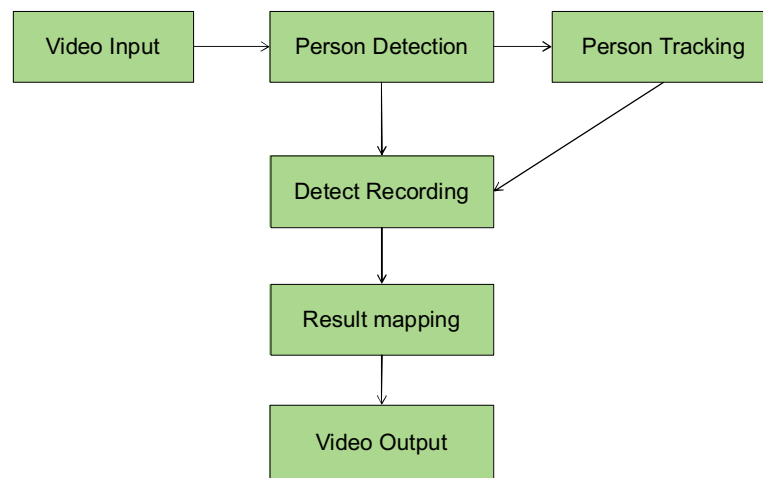 Video Input
Person Detection
Person Tracking
Detect Recording
Result mapping
Video Output